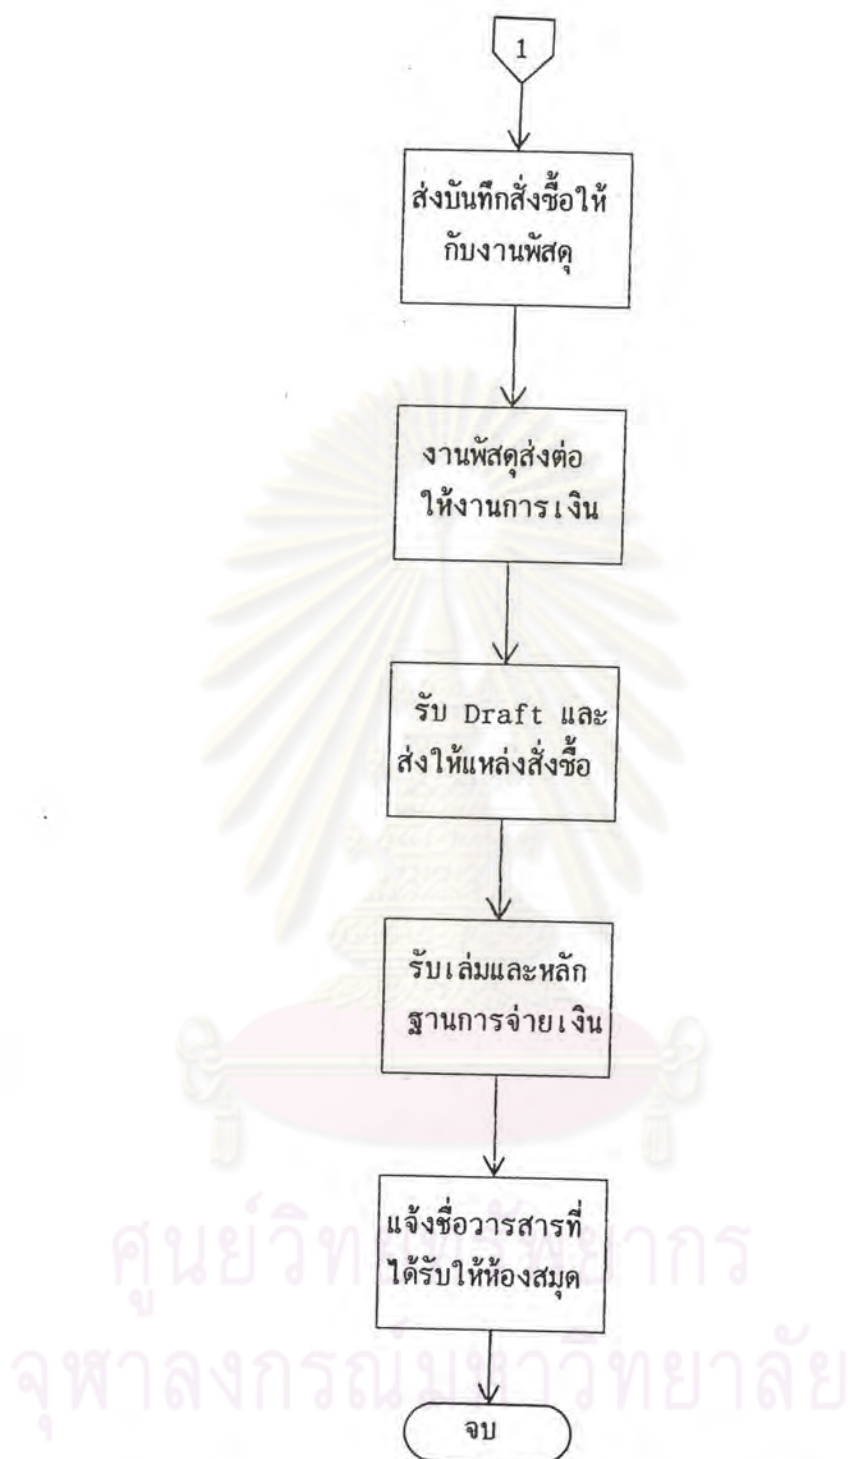 1
ส่งบันทึกสั่งซื้อให้
กับงานพัสดุ
งานพัสดุส่งต่อ
ให้งานการเงิน
รับ Draft และ
ส่งให้แหล่งสั่งซื้อ
รับเล่มและหลัก
ฐานการจ่ายเงิน
แจ้งชื่อวารสารที่
ได้รับให้ห้องสมุด
ศูนย์วิทยทรัพยากร
จุฬาลงกรณ์มหาวิทยาลัย
จบ